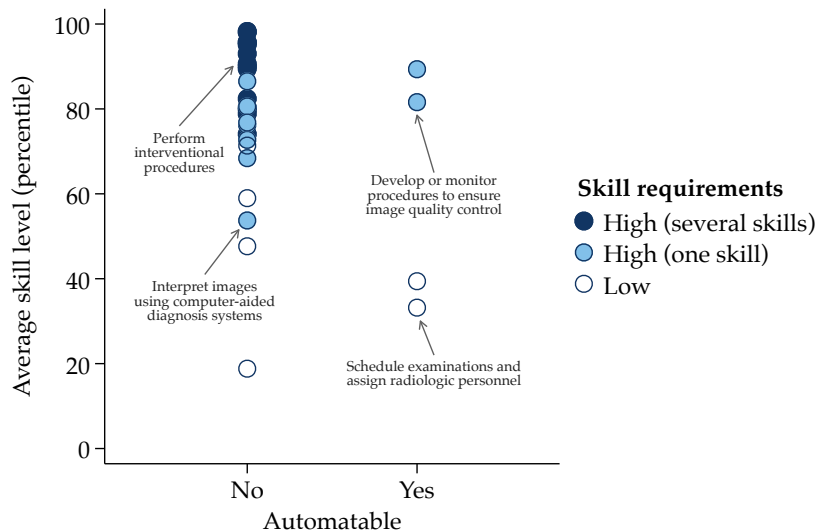 100
80
60
40
20
0
Average skill level (percentile)
Perform
interventional
procedures
Develop or monitor
procedures to ensure
image quality control
Interpret images
using computer-aided
diagnosis systems
Schedule examinations and
assign radiologic personnel
No
Yes
Automatable
Skill requirements
High (several skills)
High (one skill)
Low